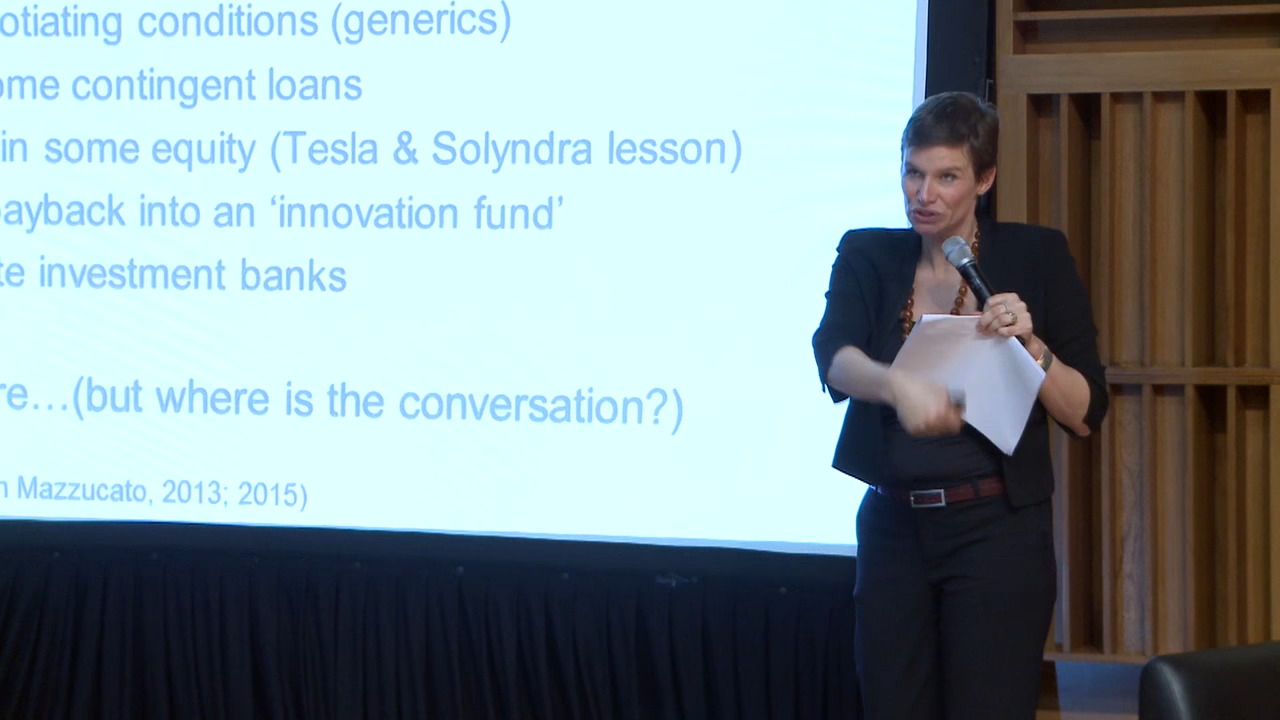 otiating conditions (generics)
ome contingent loans
in some equity (Tesla & Solyndra lesson)
payback into an ‘innovation fund’
te investment banks
re…(but where is the conversation?)
n Mazzucato, 2013; 2015)